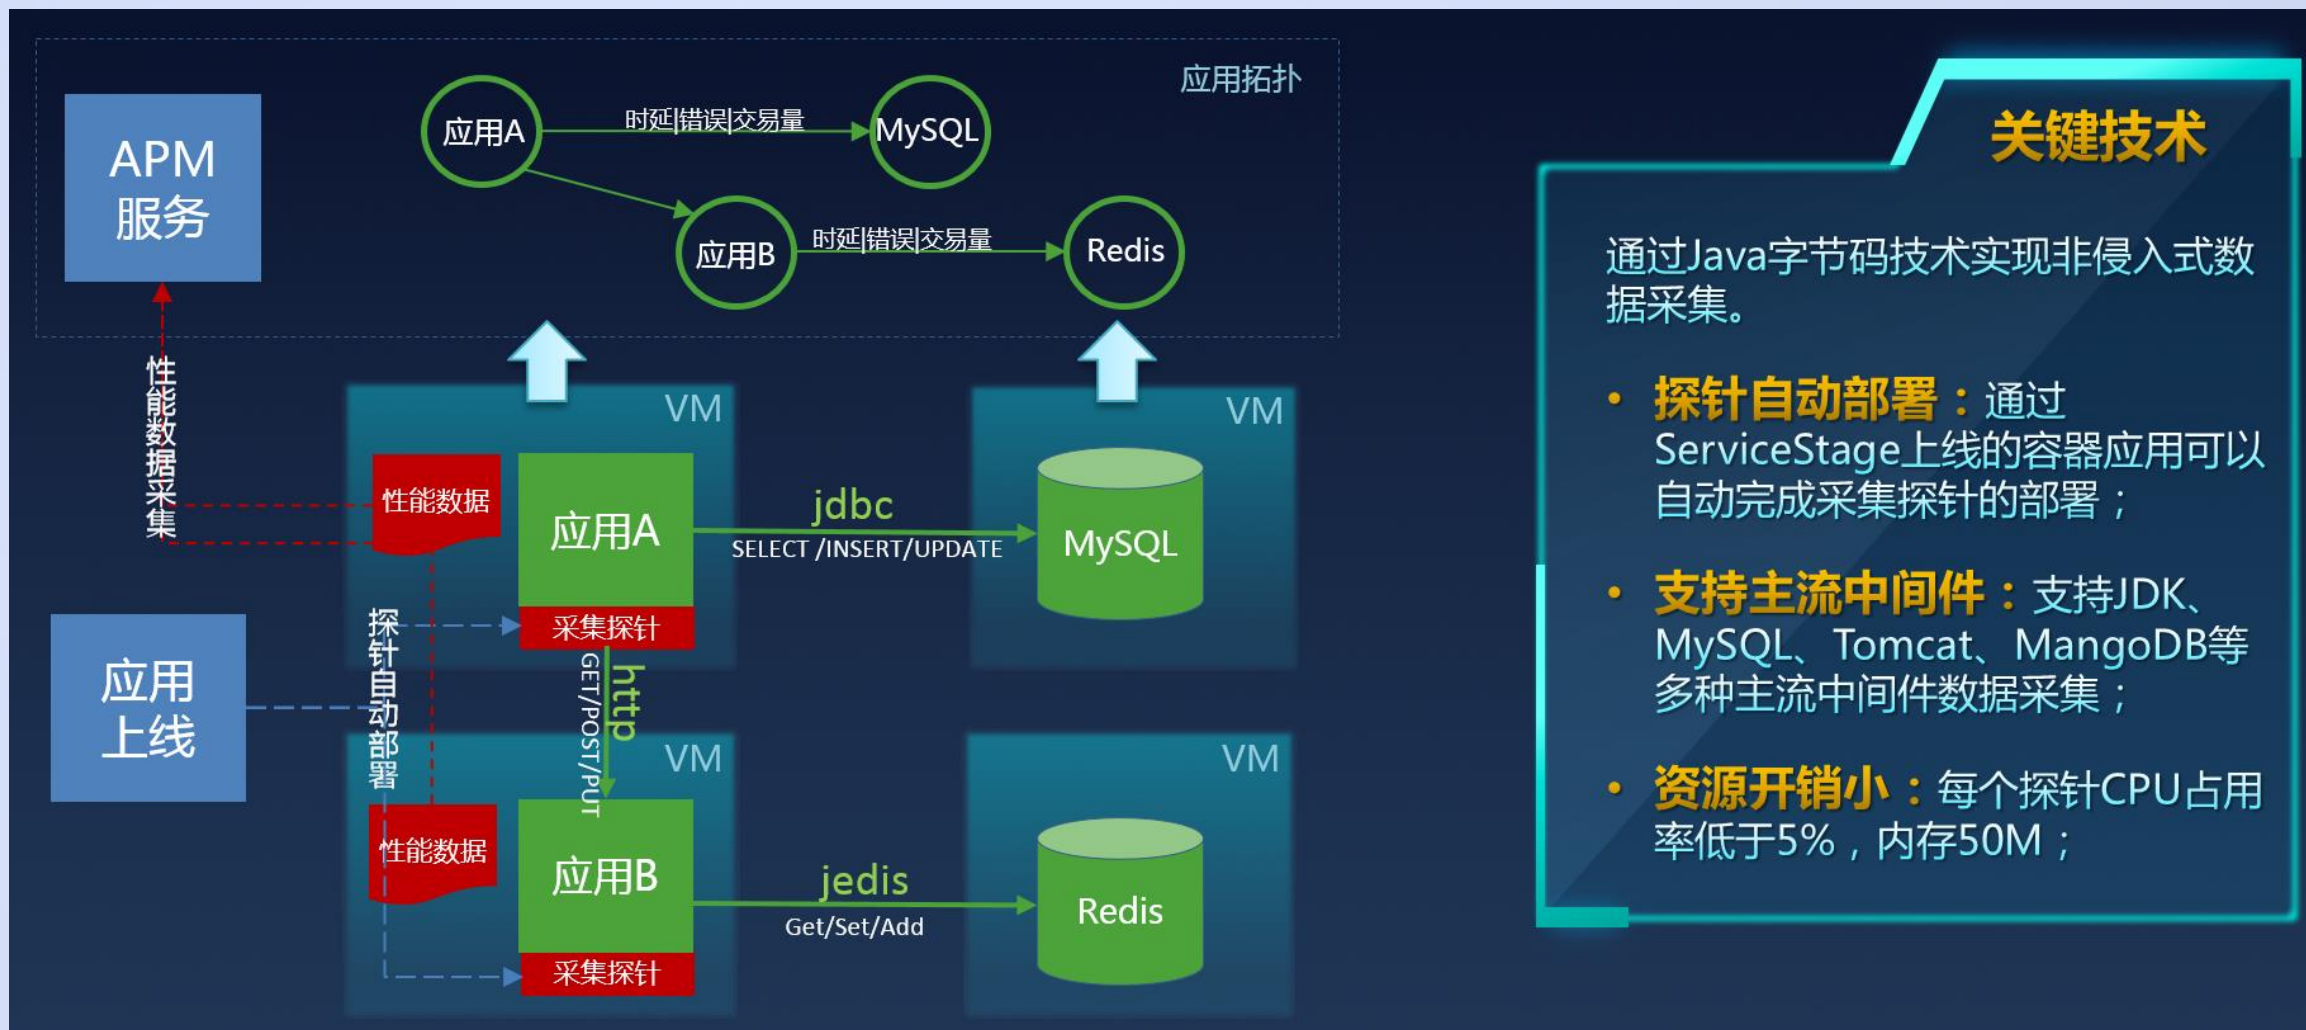 应用拓扑
APM
服务
应用A
时延|错误|交易量
MySQL
应用B
时延|错误|交易量
Redis
性能数据采集
VM
性能数据
应用A
采集探针
jdbc
SELECT /INSERT/UPDATE
VM
MySQL
应用
上线
探针自动部署
http
GET/POST/PUT
VM
性能数据
应用B
采集探针
jedis
Get/Set/Add
VM
Redis
关键技术
通过Java字节码技术实现非侵入式数
据采集。
• 探针自动部署：通过
ServiceStage上线的容器应用可以
自动完成采集探针的部署；
• 支持主流中间件：支持JDK、
MySQL、Tomcat、MangoDB等
多种主流中间件数据采集；
• 资源开销小：每个探针CPU占用
率低于5%，内存50M；